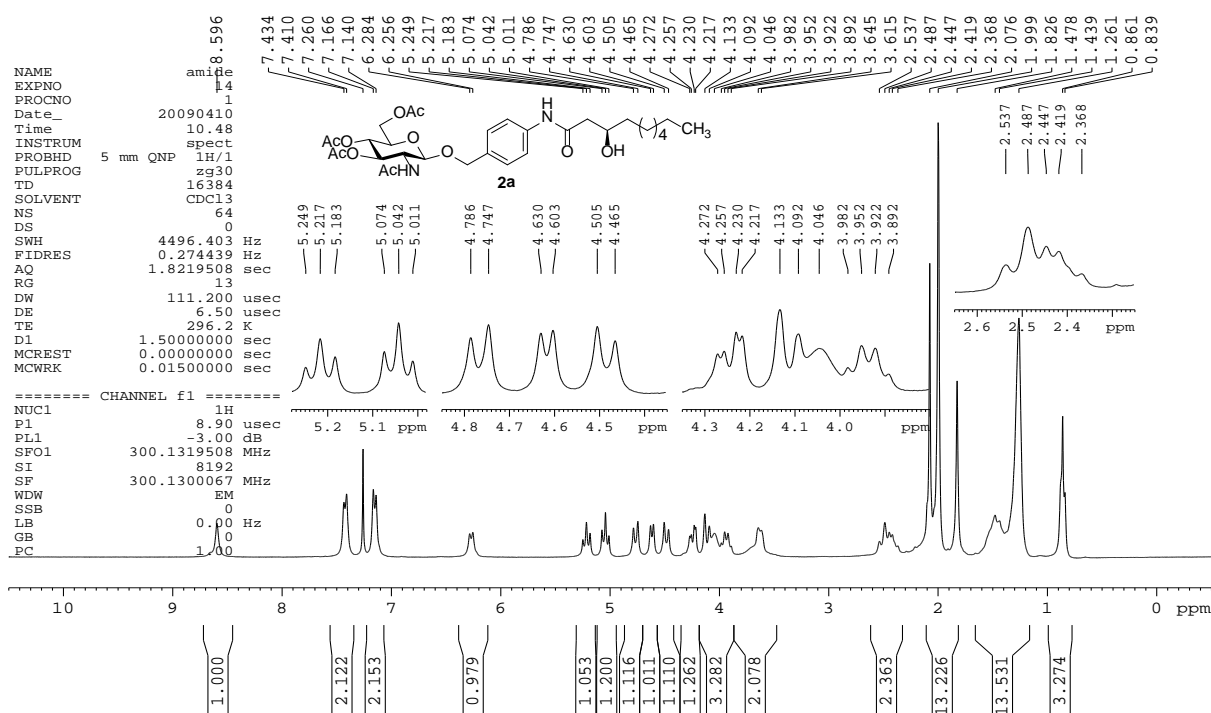 8.596 7.434 7.410 7.260 7.166 7.140 6.284 6.256 5.249 5.217 5.183 5.074 5.042 5.011 4.786 4.747 4.630 4.603 4.505 4.465 4.272 4.257 4.230 4.217 4.133 4.092 4.046 3.982 3.952 3.922 3.892 3.645 3.615 2.537 2.487 2.447 2.419 2.368 2.076 1.999 1.826 1.478 1.439 1.261 0.861 0.839
NAME amide
EXPNO 14
PROCNO 1
Date_ 20090410
Time 10.48
INSTRUM spect
PROBHD 5 mm QNP 1H/1
PULPROG zg30
TD 16384
SOLVENT CDCl3
NS 64
DS 0
SWH 4496.403 Hz
FIDRES 0.274439 Hz
AQ 1.8219508 sec
RG 13
DW 111.200 usec
DE 6.50 usec
TE 296.2 K
D1 1.50000000 sec
MCREST 0.00000000 sec
MCWRK 0.01500000 sec
======== CHANNEL f1 ========
NUC1 1H
P1 8.90 usec
PL1 -3.00 dB
SFO1 300.1319508 MHz
SI 8192
SF 300.1300067 MHz
WDW EM
SSB 0
LB 0.00 Hz
GB 0
PC 1.00
OAc
AcO
AcO
AcHN
O
O
H
N
O
OH
( )4
CH3
2a
5.249 5.217 5.183 5.074 5.042 5.011
5.2 5.1 ppm
4.786 4.747 4.630 4.603 4.505 4.465
4.8 4.7 4.6 4.5 ppm
4.272 4.257 4.230 4.217 4.133 4.092 4.046 3.982 3.952 3.922 3.892
4.3 4.2 4.1 4.0 ppm
2.537 2.487 2.447 2.419 2.368
2.6 2.5 2.4 ppm
10 9 8 7 6 5 4 3 2 1 0 ppm
1.000 2.122 2.153 0.979 1.053 1.200 1.116 1.011 1.110 1.262 3.282 2.078 2.363 13.226 13.531 3.274